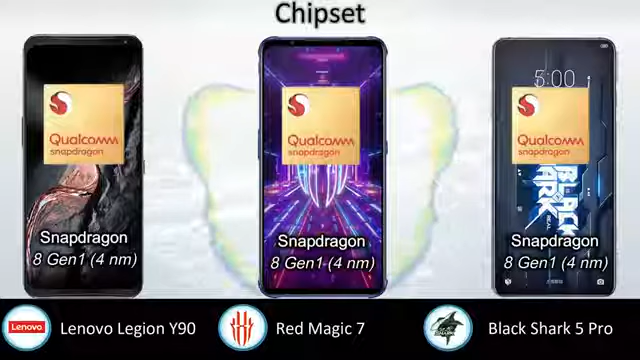 Chipset
Qualcomm
snapdragon
Snapdragon
8 Gen1 (4 nm)
Qualcomm
snapdragon
Snapdragon
8 Gen1 (4 nm)
5:00
Qualcomm
snapdragon
BLACK
Snapdragon
8 Gen1 (4 nm)
Lenovo
Lenovo Legion Y90
Red Magic 7
Black Shark 5 Pro